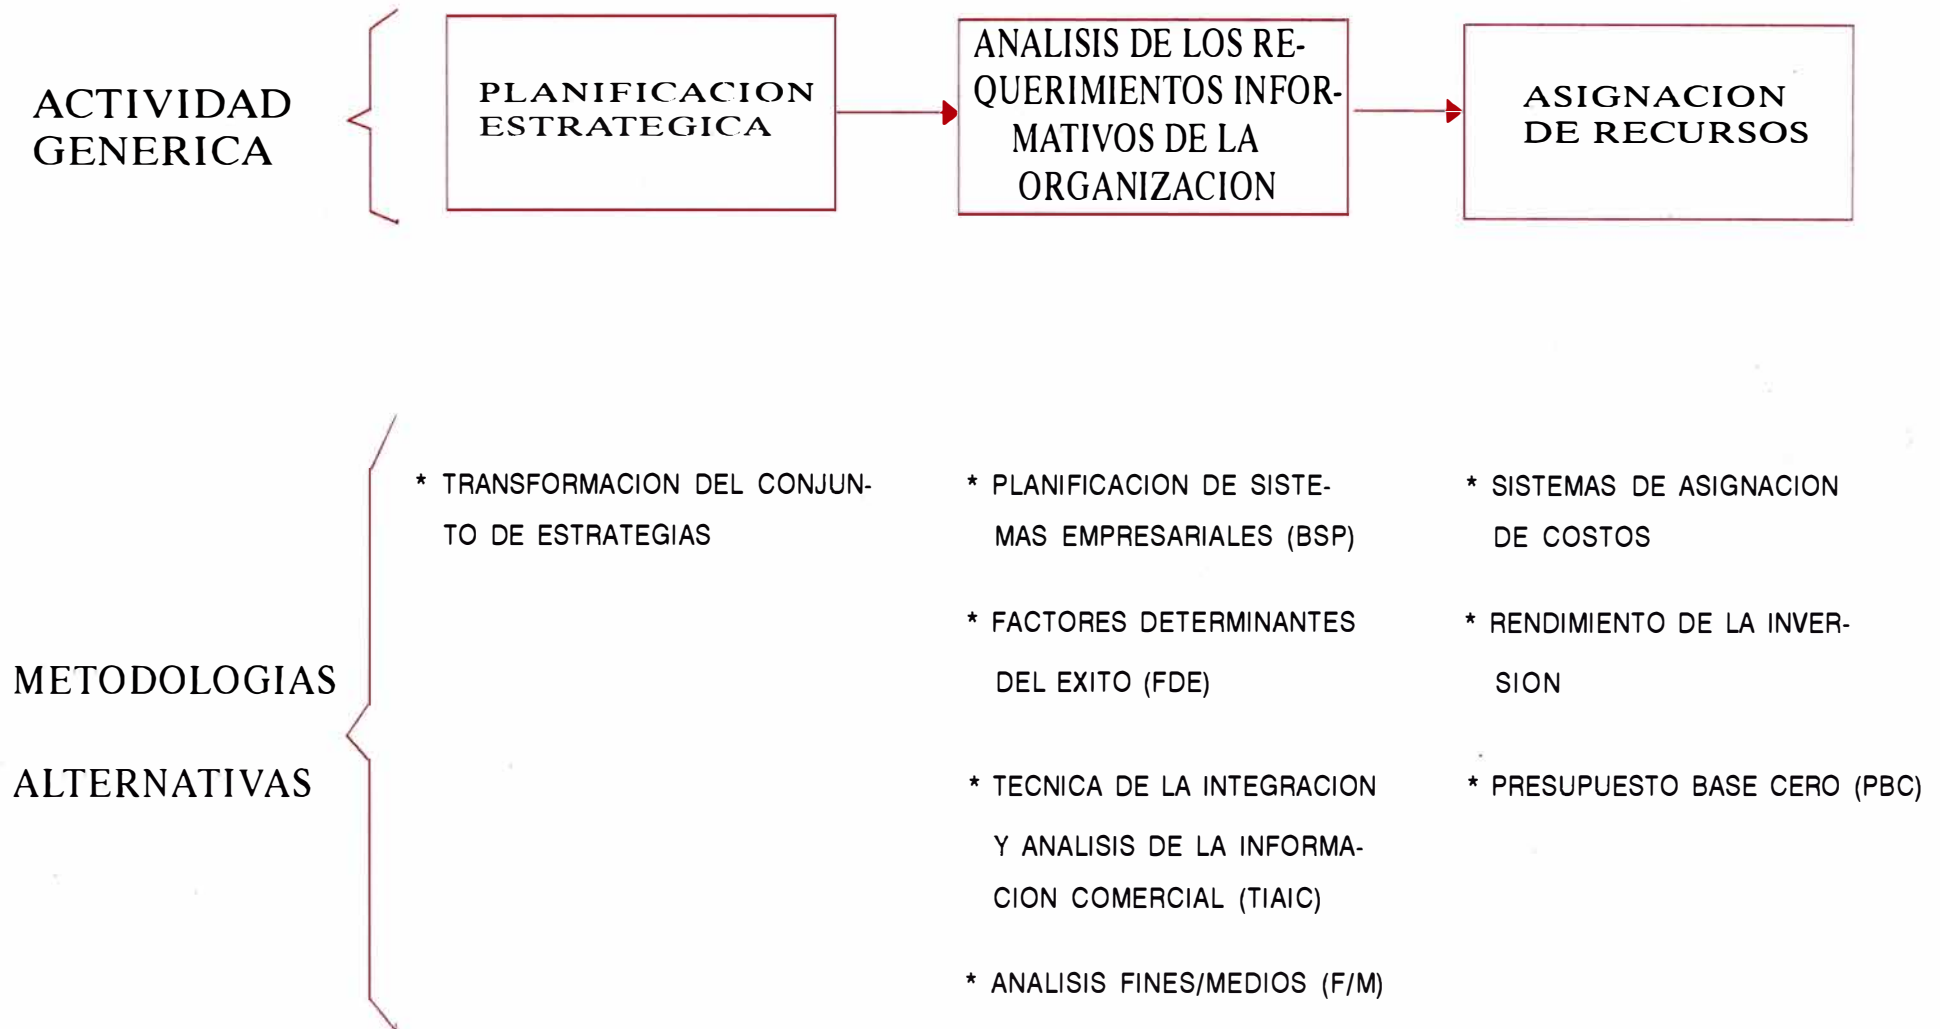 ACTIVIDAD
GENERICA
PLANIFICACION
ESTRATEGICA
ANALISIS DE LOS RE-
QUERIMIENTOS INFOR-
MATIVOS DE LA
ORGANIZACION
ASIGNACION
DE RECURSOS
METODOLOGIAS
ALTERNATIVAS
* TRANSFORMACION DEL CONJUN-
TO DE ESTRATEGIAS
* PLANIFICACION DE SISTE-
MAS EMPRESARIALES (BSP)
* FACTORES DETERMINANTES
DEL EXITO (FDE)
* TECNICA DE LA INTEGRACION
Y ANALISIS DE LA INFORMA-
CION COMERCIAL (TIAIC)
* ANALISIS FINES/MEDIOS (F/M)
* SISTEMAS DE ASIGNACION
DE COSTOS
* RENDIMIENTO DE LA INVER-
SION
* PRESUPUESTO BASE CERO (PBC)